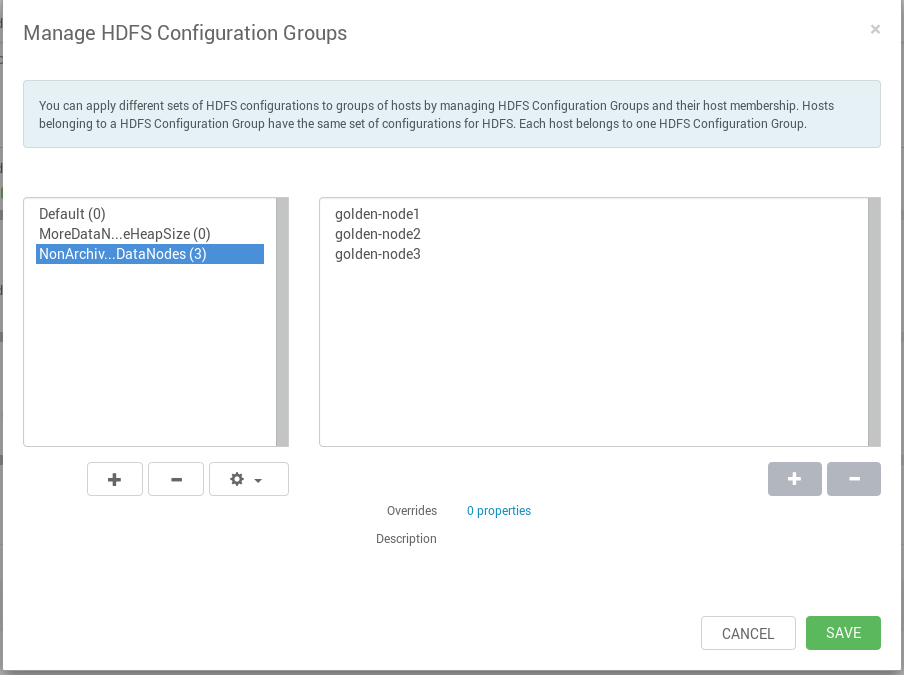 Manage HDFS Configuration Groups
×
You can apply different sets of HDFS configurations to groups of hosts by managing HDFS Configuration Groups and their host membership. Hosts
belonging to a HDFS Configuration Group have the same set of configurations for HDFS. Each host belongs to one HDFS Configuration Group.
Default (0)
MoreDataN...eHeapSize (0)
NonArchiv...DataNodes (3)
golden-node1
golden-node2
golden-node3
Overrides 0 properties
Description
CANCEL SAVE